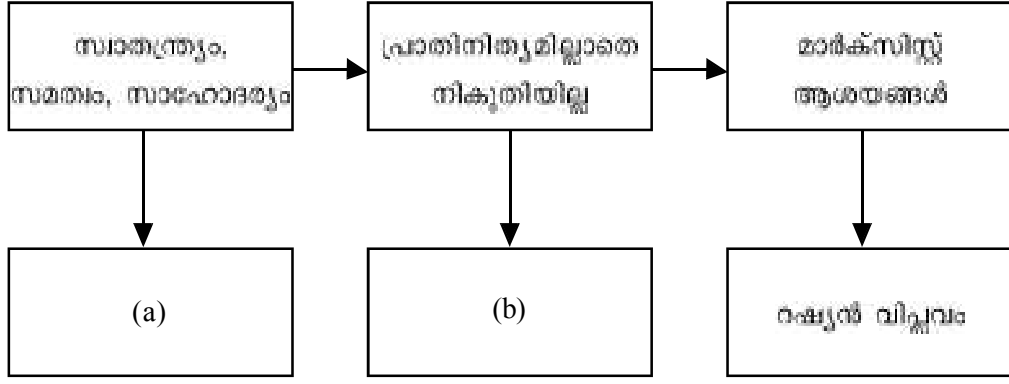 സ്വാതന്ത്ര്യം,
സമത്വം, സാഹോദര്യം
പ്രാതിനിത്യമില്ലാതെ
നികുതിയില്ല
മാർക്സിസ്റ്റ്
ആശയങ്ങൾ
(a)
(b)
റഷ്യൻ വിപ്ലവം